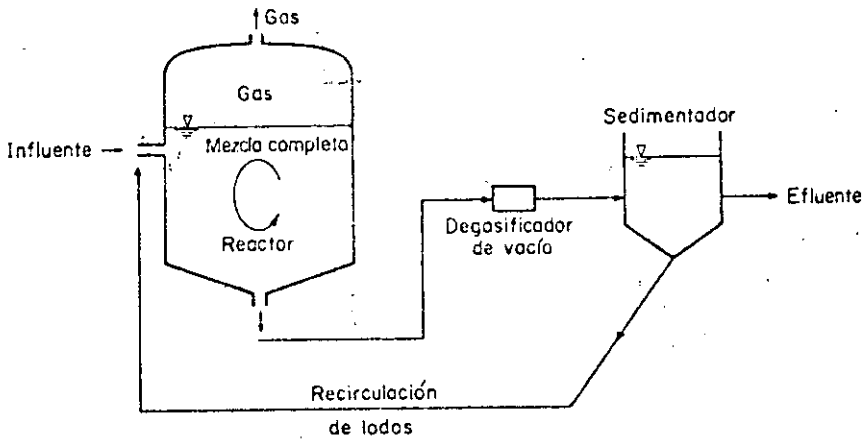 Gas
Gas
Influente
Mezcla completa
Reactor
Degasificador
de vacío
Sedimentador
Efluente
Recirculación
de lodos